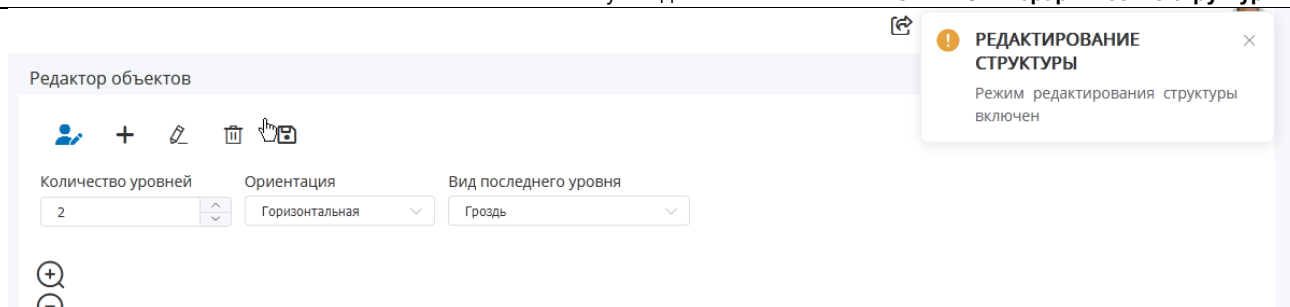 РЕДАКТИРОВАНИЕ
СТРУКТУРЫ
Режим редактирования структуры
включен
Редактор объектов
Количество уровней
Ориентация
Вид последнего уровня
2
Горизонтальная
Гроздь